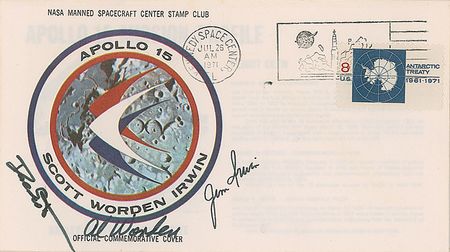 NASA MANNED SPACECRAFT CENTER STAMP CLUB
APOLLO 15
SCOTT WORDEN IRWIN
SPACE CENTER,
JUL 26
AM
1971
FL
8
U.S.
ANTARCTIC
TREATY
1961-1971
Al Worden
Jim Irwin
OFFICIAL COMMEMORATIVE COVER